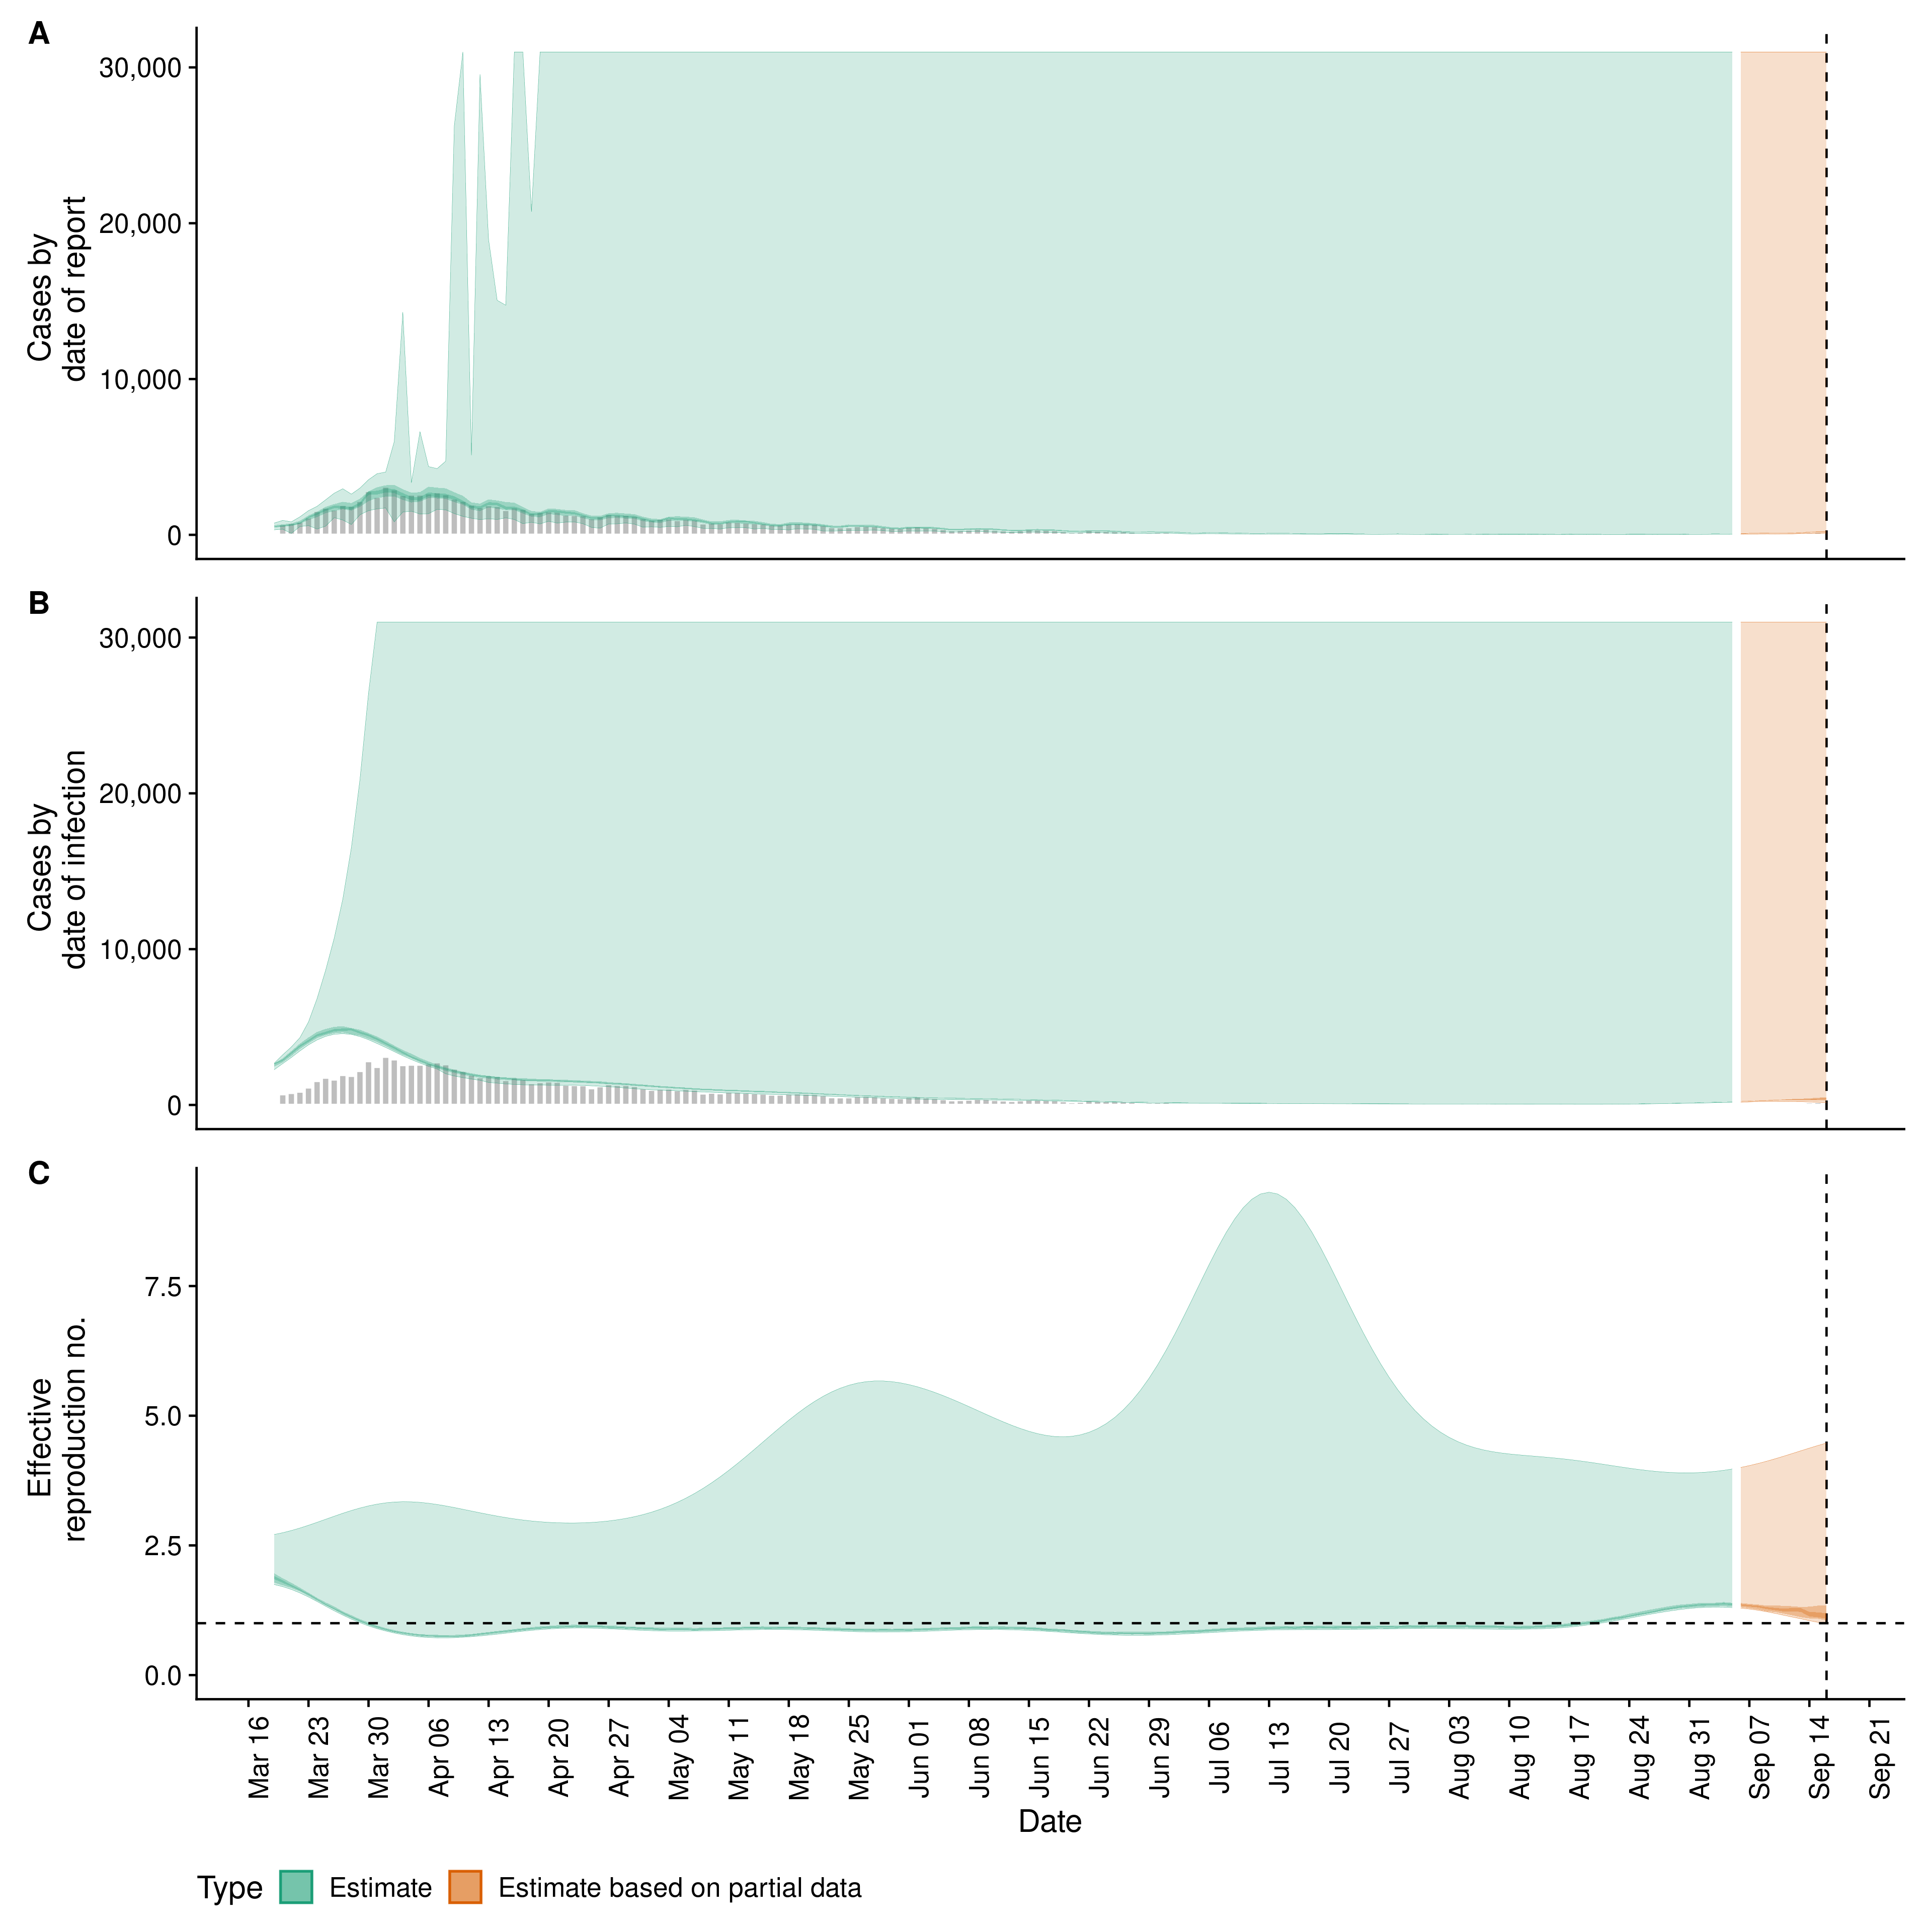 A
Cases by
date of report
30,000
20,000
10,000
0
B
Cases by
date of infection
30,000
20,000
10,000
0
C
Effective
reproduction no.
7.5
5.0
2.5
0.0
Mar 16
Mar 23
Mar 30
Apr 06
Apr 13
Apr 20
Apr 27
May 04
May 11
May 18
May 25
Jun 01
Jun 08
Jun 15
Jun 22
Jun 29
Jul 06
Jul 13
Jul 20
Jul 27
Aug 03
Aug 10
Aug 17
Aug 24
Aug 31
Sep 07
Sep 14
Sep 21
Date
Type Estimate Estimate based on partial data